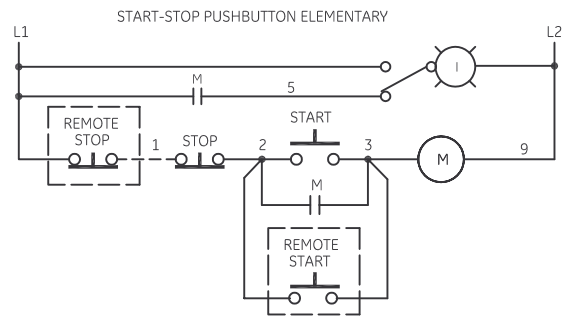 START-STOP PUSHBUTTON ELEMENTARY
L1
L2
I
M
5
REMOTE
STOP
1
STOP
2
START
3
M
9
M
REMOTE
START